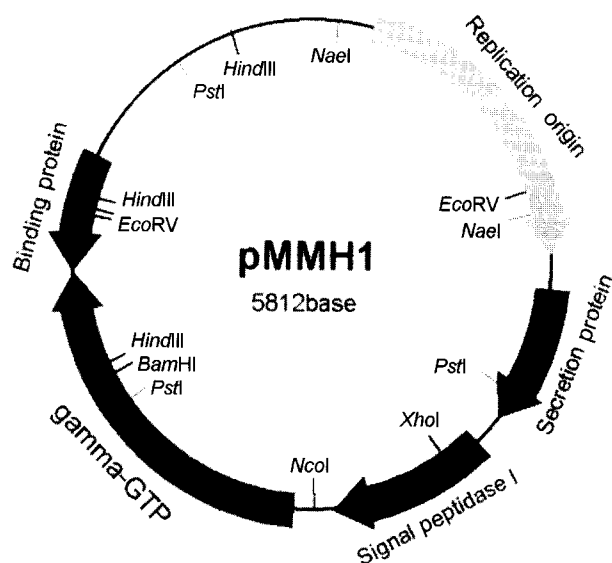 NaeI
HindIII
PstI
Replication origin
Binding protein
HindIII
EcoRV
EcoRV
NaeI
pMMH1
5812base
HindIII
BamHI
PstI
PstI
Secretion protein
XhoI
gamma-GTP
NcoI
Signal peptidase I